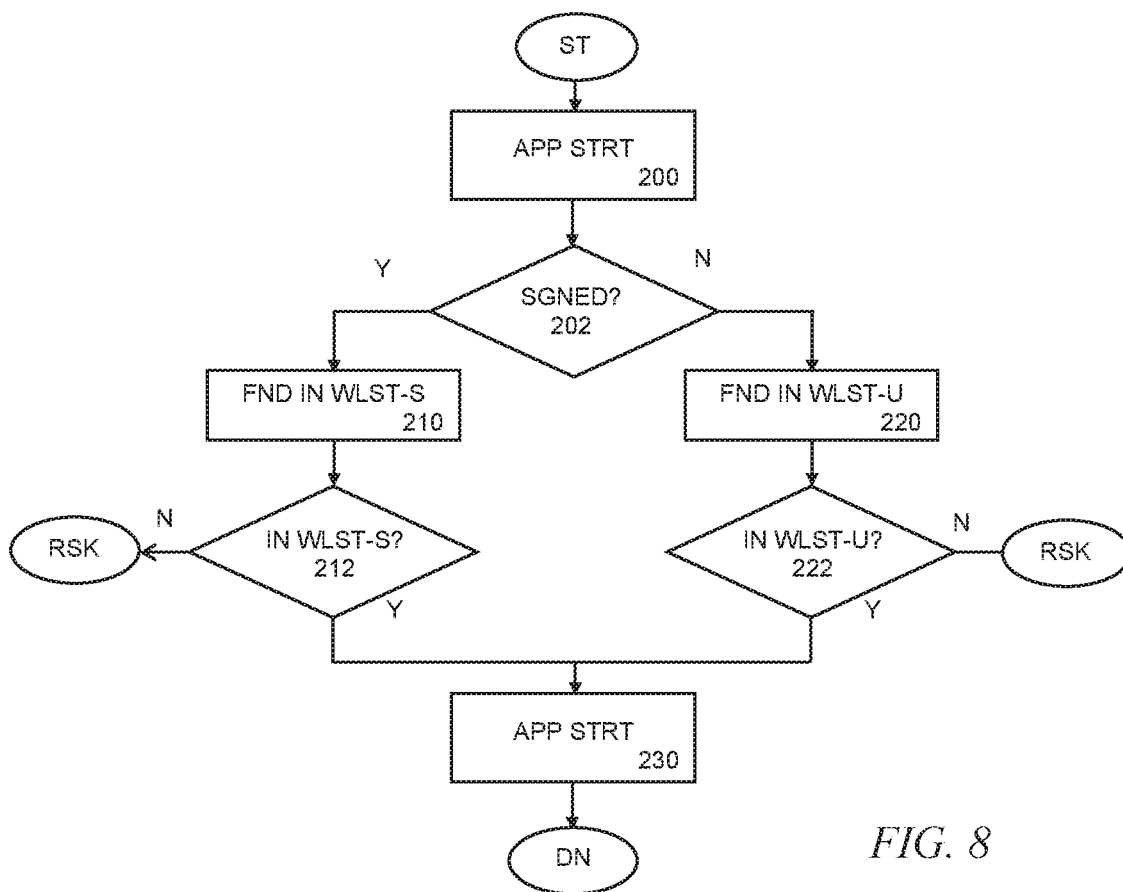 ST
APP STRT
200
Y
N
SGNED?
202
FND IN WLST-S
210
FND IN WLST-U
220
N
RSK
IN WLST-S?
212
Y
IN WLST-U?
222
N
RSK
Y
APP STRT
230
DN
FIG. 8